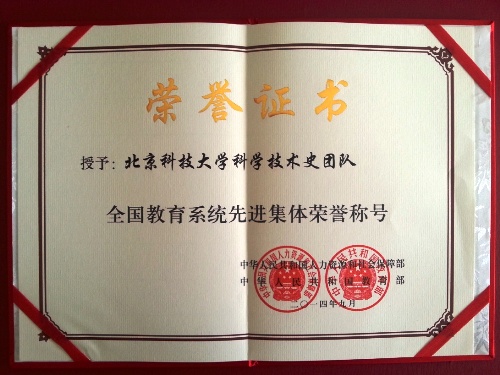 荣誉证书
授予：北京科技大学科学技术史团队
全国教育系统先进集体荣誉称号
中华人民共和国人力资源和社会保障部
中华人民共和国教育部
二〇一四年九月